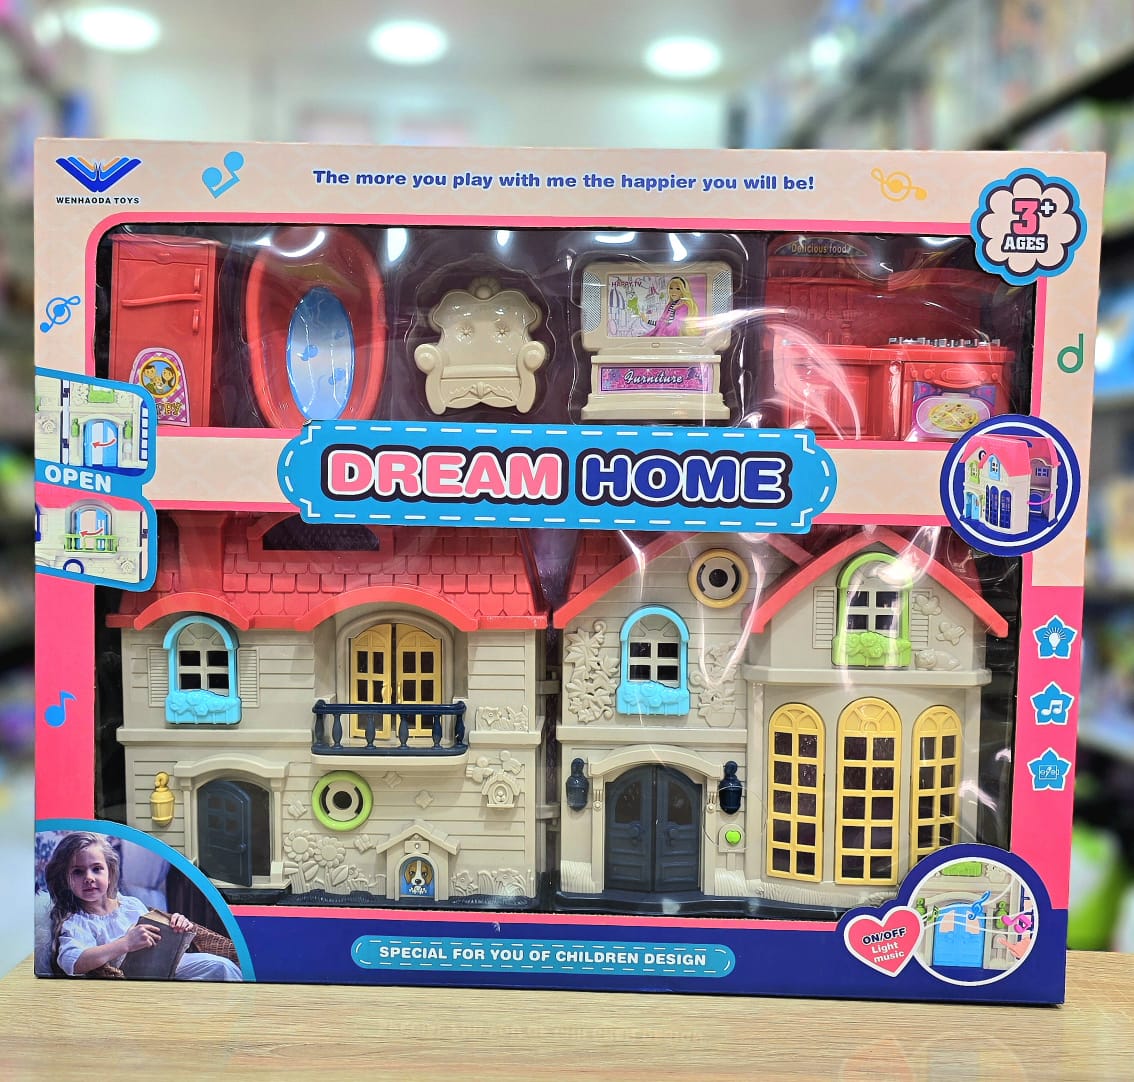 WENHAODA TOYS
The more you play with me the happier you will be!
3+
AGES
Delicious food
HAPPY.TV.
Furniture
OPEN
DREAM HOME
d
ON/OFF
Light
music
SPECIAL FOR YOU OF CHILDREN DESIGN